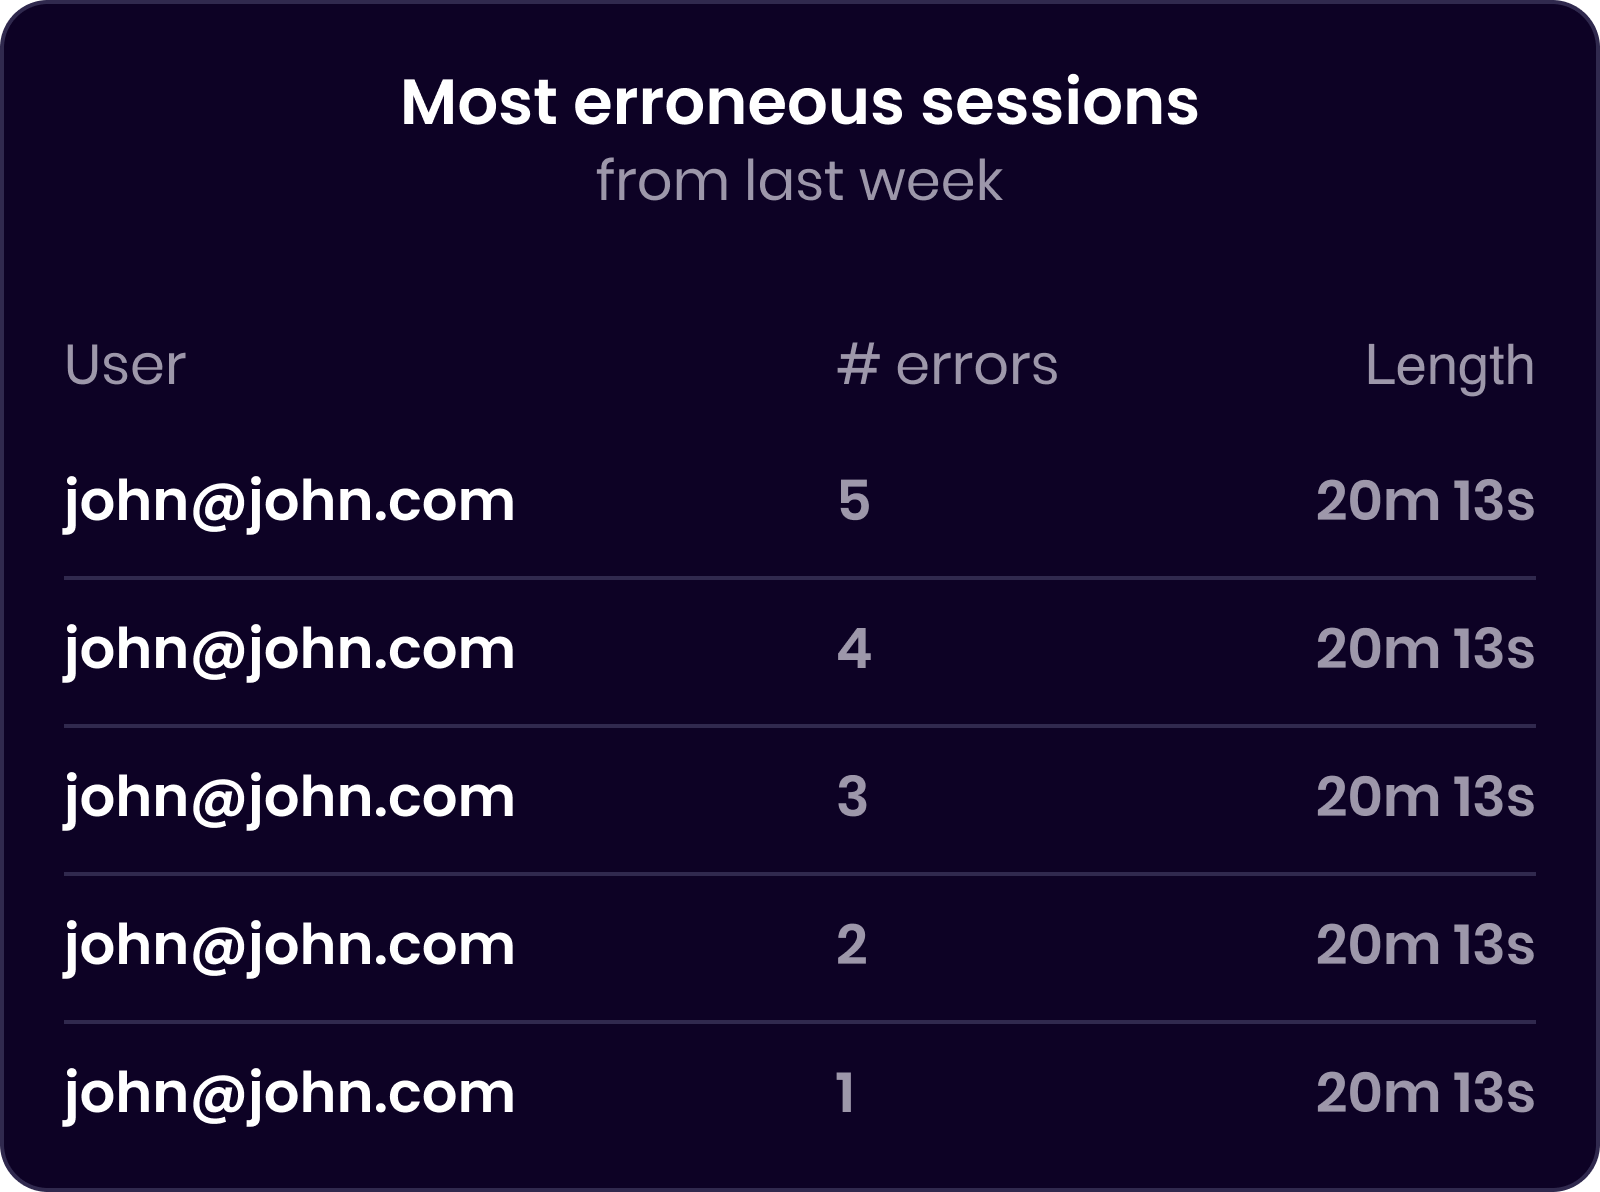 Most erroneous sessions
from last week
User # errors Length
john@john.com 5 20m 13s
john@john.com 4 20m 13s
john@john.com 3 20m 13s
john@john.com 2 20m 13s
john@john.com 1 20m 13s